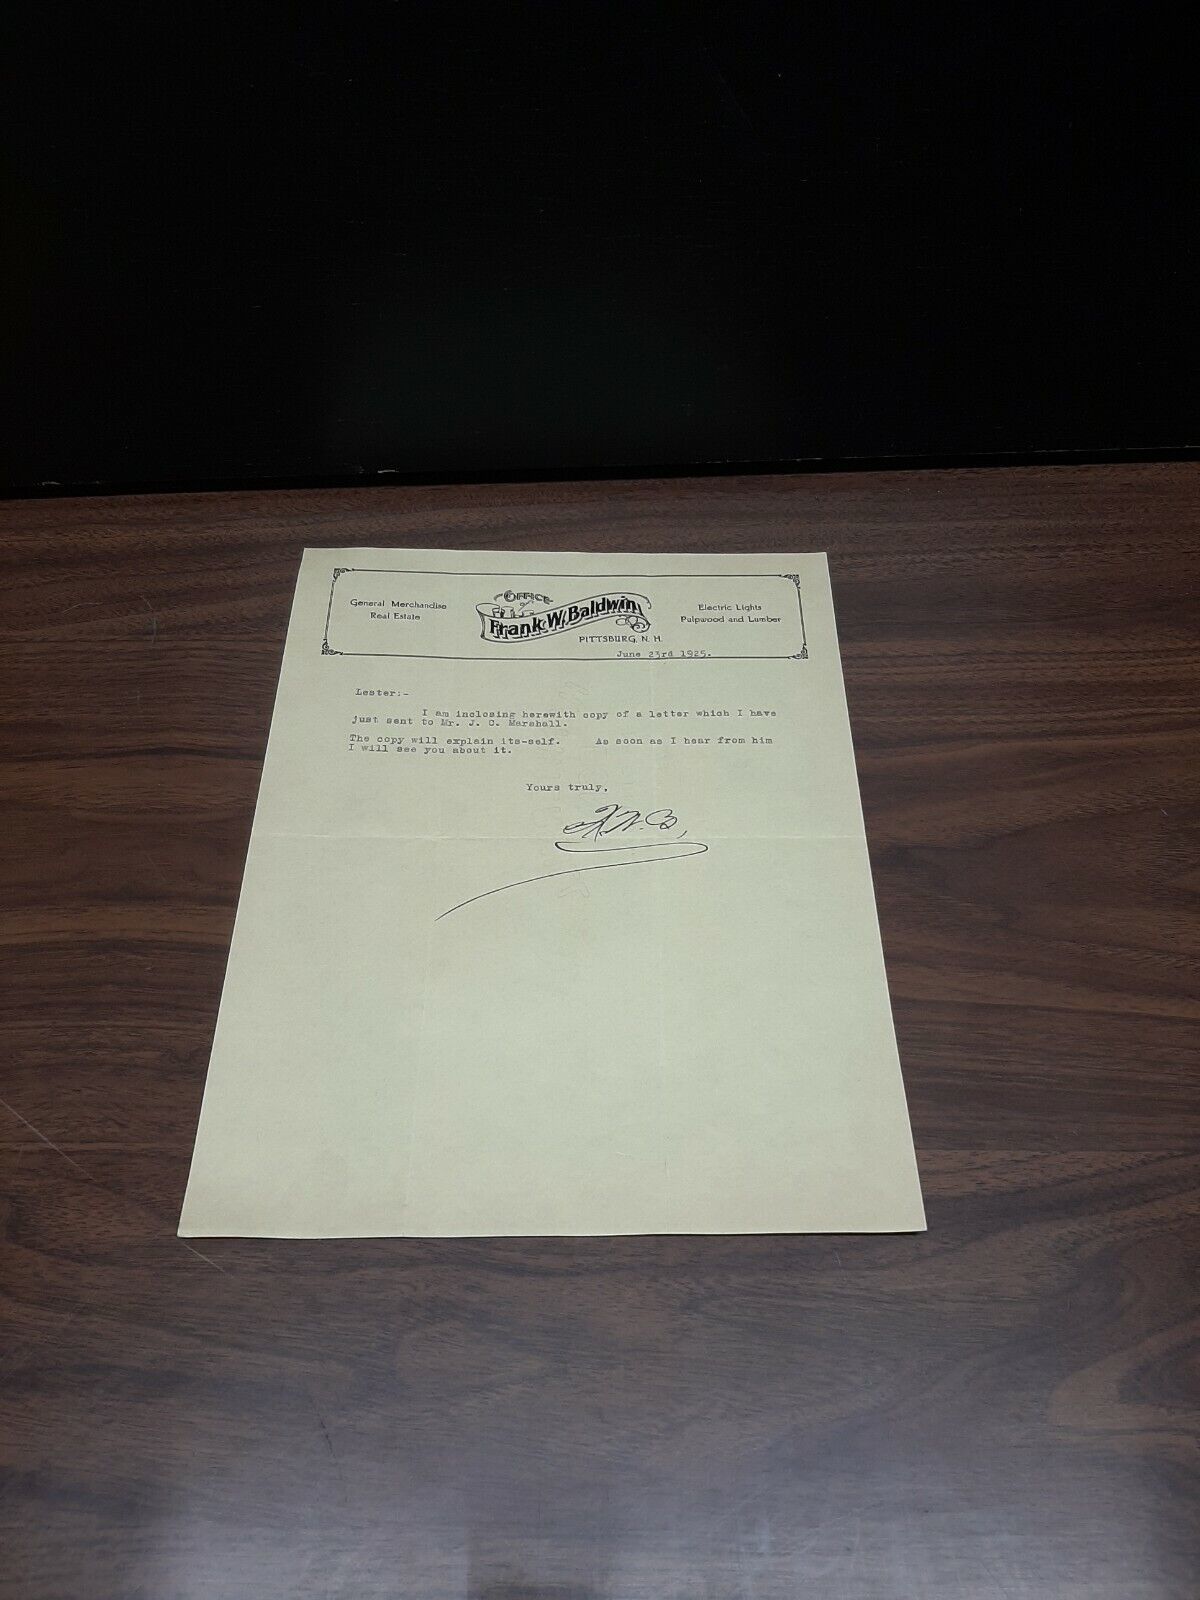 General Merchandise
Real Estate
OFFICE
of
Frank W. Baldwin
PITTSBURG, N. H.
Electric Lights
Pulpwood and Lumber
June 23rd 1925.
Lester:-
I am inclosing herewith copy of a letter which I have
just sent to Mr. J. C. Marshall.
The copy will explain its-self. As soon as I hear from him
I will see you about it.
Yours truly,
F.W.B,